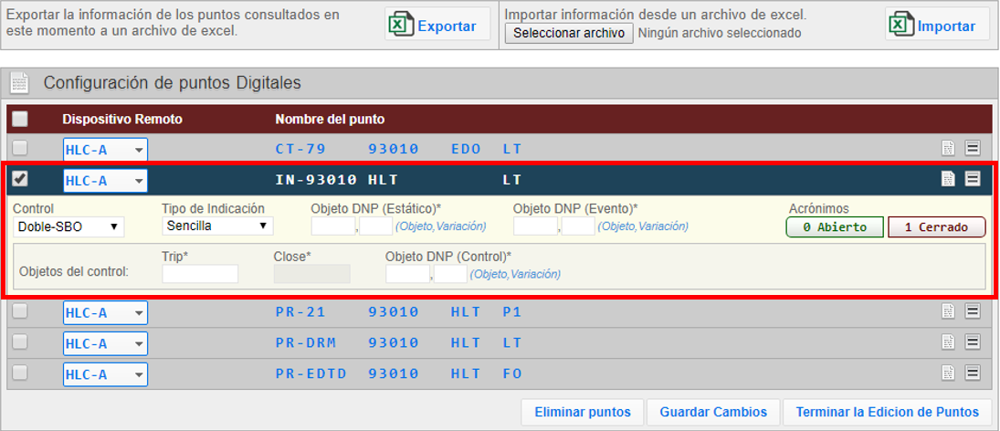 Exportar la información de los puntos consultados en
este momento a un archivo de excel.
Exportar
Importar información desde un archivo de excel.
Seleccionar archivo Ningún archivo seleccionado
Importar
Configuración de puntos Digitales
Dispositivo Remoto Nombre del punto
HLC-A CT-79 93010 EDO LT
HLC-A IN-93010 HLT LT
Control Tipo de Indicación Objeto DNP (Estático)* Objeto DNP (Evento)* Acrónimos
Doble-SBO Sencilla , (Objeto,Variación) , (Objeto,Variación) 0 Abierto 1 Cerrado
Trip* Close* Objeto DNP (Control)*
Objetos del control: , (Objeto,Variación)
HLC-A PR-21 93010 HLT P1
HLC-A PR-DRM 93010 HLT LT
HLC-A PR-EDTD 93010 HLT FO
Eliminar puntos Guardar Cambios Terminar la Edicion de Puntos